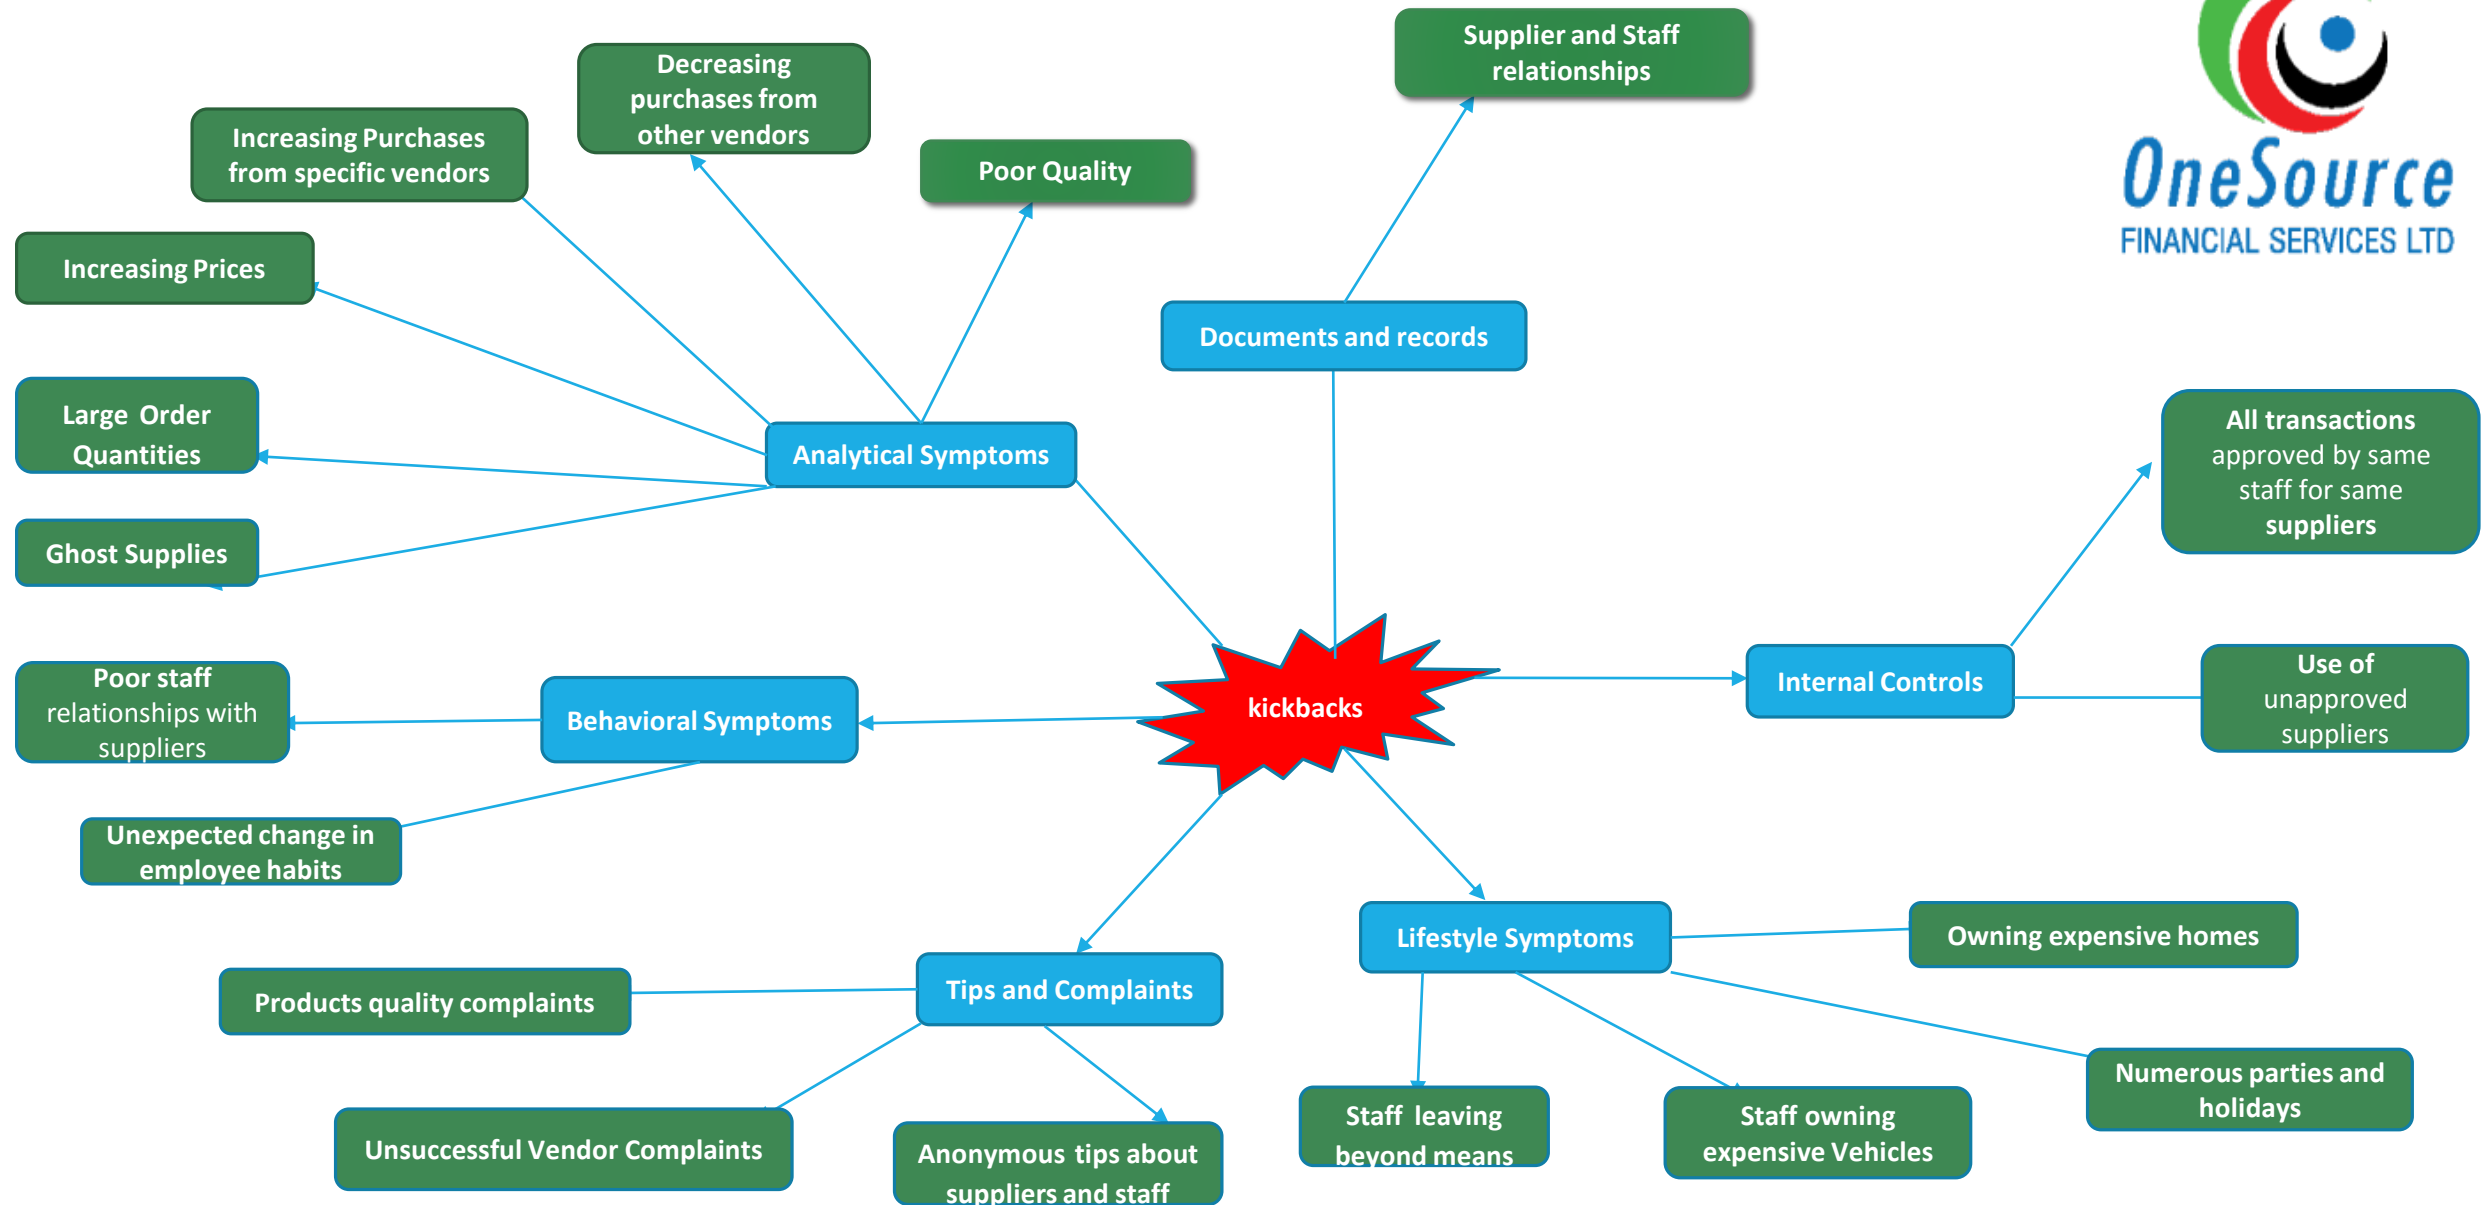 Supplier and Staff
relationships
Decreasing
purchases from
other vendors
Increasing Purchases
from specific vendors
Poor Quality
OneSource
FINANCIAL SERVICES LTD
Increasing Prices
Documents and records
Large Order
Quantities
Analytical Symptoms
All transactions
approved by same
staff for same
suppliers
Ghost Supplies
Poor staff
relationships with
suppliers
Behavioral Symptoms
kickbacks
Internal Controls
Use of
unapproved
suppliers
Unexpected change in
employee habits
Lifestyle Symptoms
Owning expensive homes
Products quality complaints
Tips and Complaints
Numerous parties and
holidays
Unsuccessful Vendor Complaints
Anonymous tips about
suppliers and staff
Staff leaving
beyond means
Staff owning
expensive Vehicles